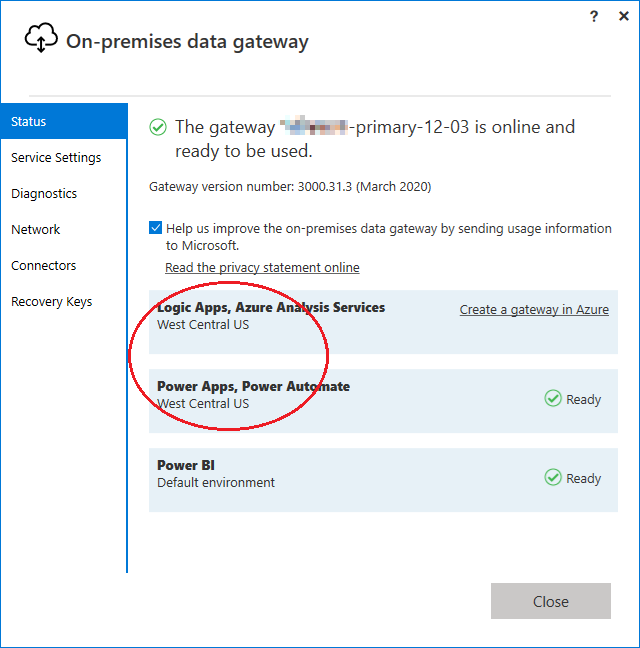 On-premises data gateway
Status
Service Settings
Diagnostics
Network
Connectors
Recovery Keys
The gateway -primary-12-03 is online and
ready to be used.
Gateway version number: 3000.31.3 (March 2020)
Help us improve the on-premises data gateway by sending usage information
to Microsoft.
Read the privacy statement online
Logic Apps, Azure Analysis Services
West Central US
Create a gateway in Azure
Power Apps, Power Automate
West Central US
Ready
Power BI
Default environment
Ready
Close